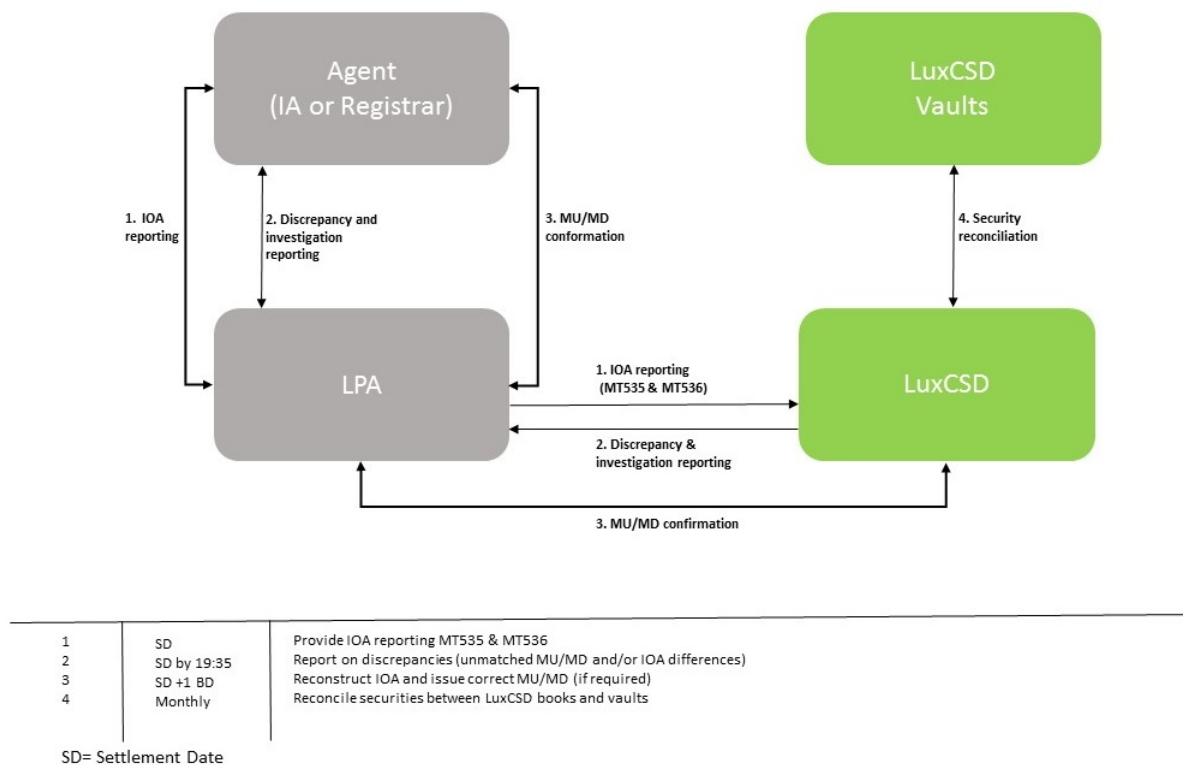 Agent
(IA or Registrar)
LuxCSD
Vaults
1. IOA
reporting
2. Discrepancy and
investigation
reporting
3. MU/MD
conformation
4. Security
reconciliation
LPA
1. IOA reporting
(MT535 & MT536)
LuxCSD
2. Discrepancy &
investigation reporting
3. MU/MD confirmation
1 SD Provide IOA reporting MT535 & MT536
2 SD by 19:35 Report on discrepancies (unmatched MU/MD and/or IOA differences)
3 SD +1 BD Reconstruct IOA and issue correct MU/MD (if required)
4 Monthly Reconcile securities between LuxCSD books and vaults
SD= Settlement Date